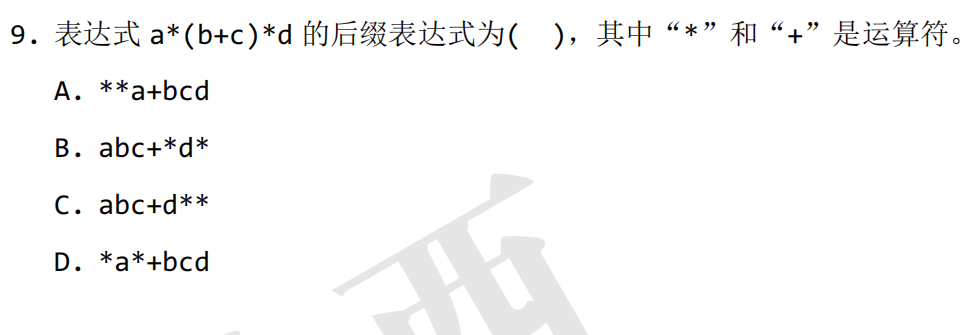 9. 表达式 a*(b+c)*d 的后缀表达式为( ), 其中“*”和“+”是运算符。
A. **a+bcd
B. abc+*d*
C. abc+d**
D. *a*+bcd
西